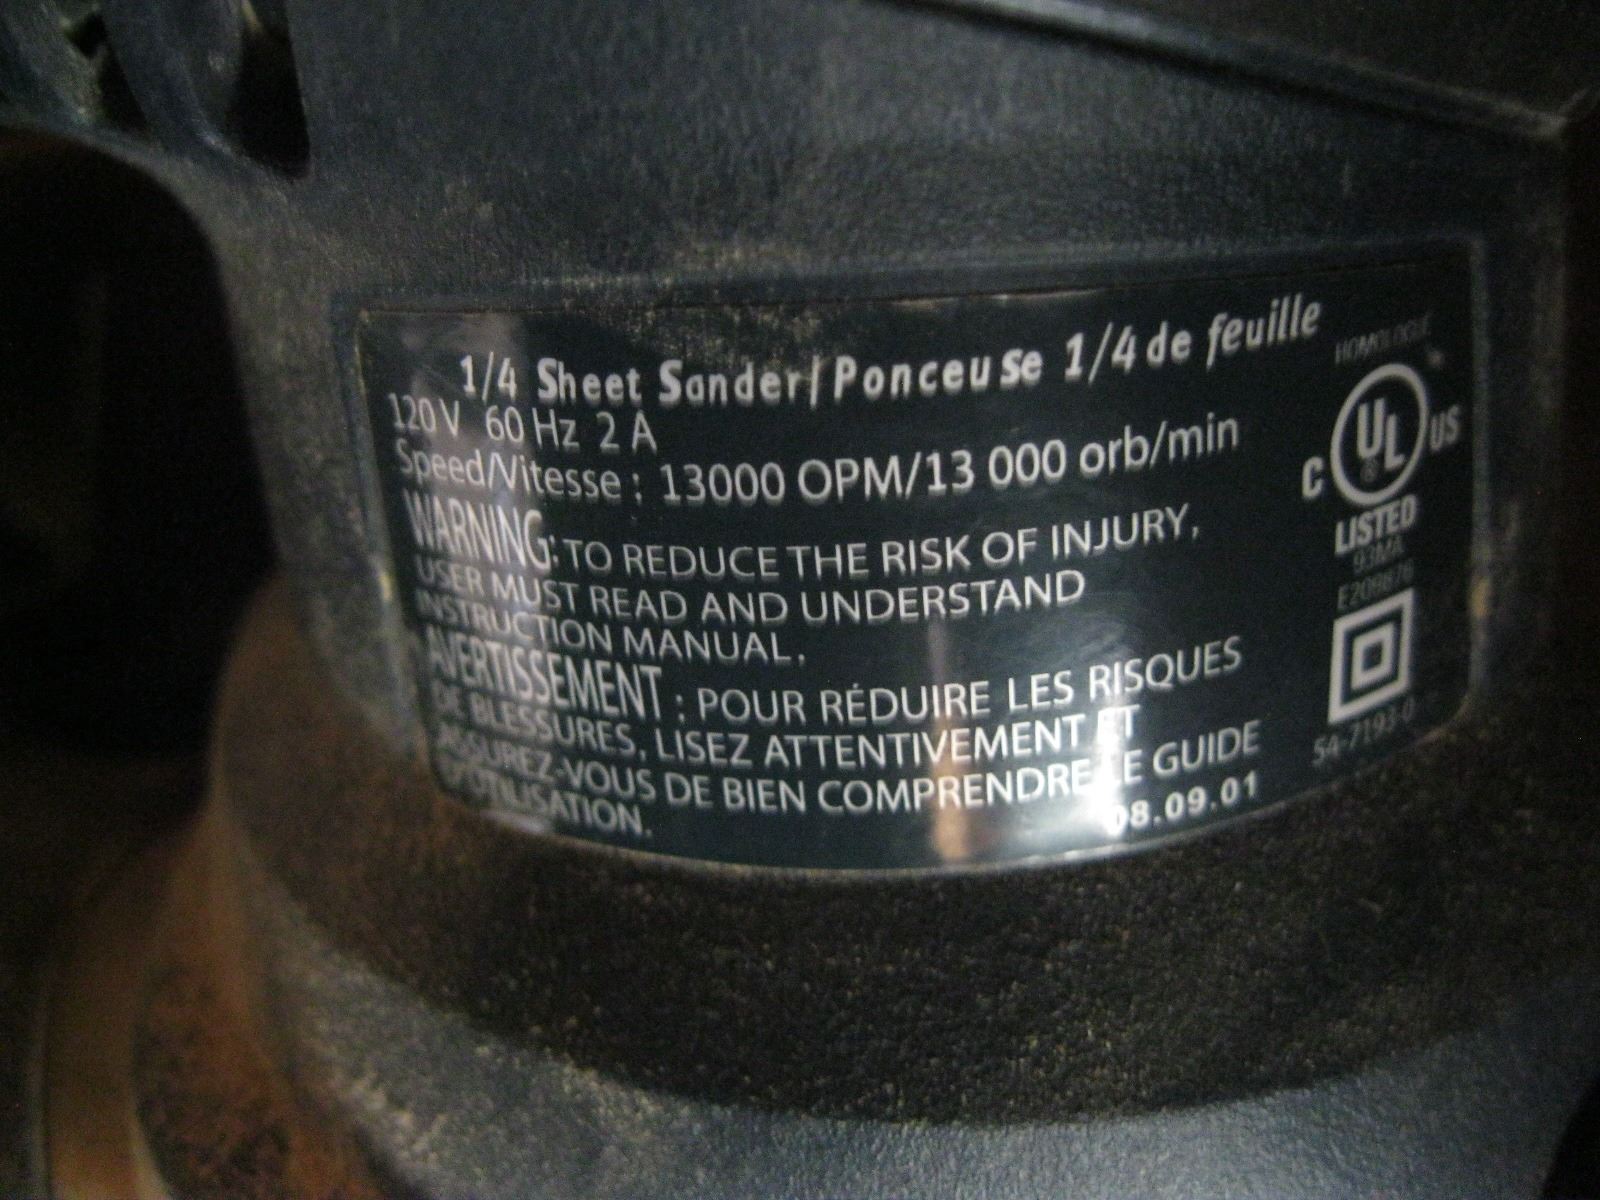 1/4 Sheet Sander/Ponceuse 1/4 de feuille
120V 60 Hz 2 A
Speed/Vitesse : 13000 OPM/13 000 orb/min
WARNING: TO REDUCE THE RISK OF INJURY,
USER MUST READ AND UNDERSTAND
INSTRUCTION MANUAL.
AVERTISSEMENT : POUR RÉDUIRE LES RISQUES
DE BLESSURES, LISEZ ATTENTIVEMENT ET
ASSUREZ-VOUS DE BIEN COMPRENDRE LE GUIDE
D'UTILISATION.
08.09.01
HOMOLOGUÉ
C UL US
®
LISTED
93MA
54-7193-0